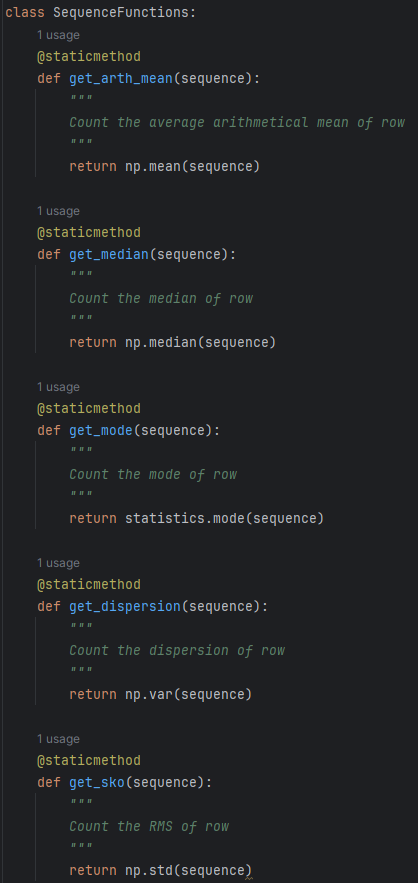 class SequenceFunctions:
1 usage
@staticmethod
def get_arth_mean(sequence):
"""
Count the average arithmetical mean of row
"""
return np.mean(sequence)
1 usage
@staticmethod
def get_median(sequence):
"""
Count the median of row
"""
return np.median(sequence)
1 usage
@staticmethod
def get_mode(sequence):
"""
Count the mode of row
"""
return statistics.mode(sequence)
1 usage
@staticmethod
def get_dispersion(sequence):
"""
Count the dispersion of row
"""
return np.var(sequence)
1 usage
@staticmethod
def get_sko(sequence):
"""
Count the RMS of row
"""
return np.std(sequence)